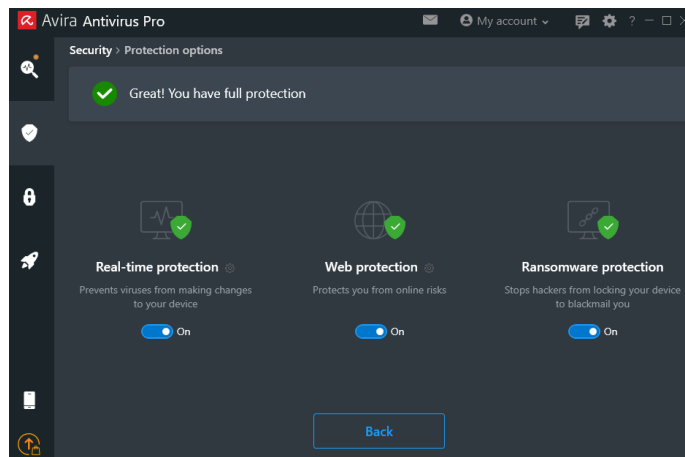 Avira Antivirus Pro
My account
?
Security > Protection options
Great! You have full protection
Real-time protection
Prevents viruses from making changes
to your device
On
Web protection
Protects you from online risks
On
Ransomware protection
Stops hackers from locking your device
to blackmail you
On
Back